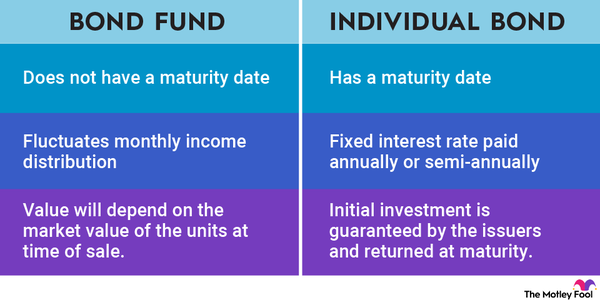 BOND FUND
INDIVIDUAL BOND
Does not have a maturity date
Has a maturity date
Fluctuates monthly income
distribution
Fixed interest rate paid
annually or semi-annually
Value will depend on the
market value of the units at
time of sale.
Initial investment is
guaranteed by the issuers
and returned at maturity.
The Motley Fool